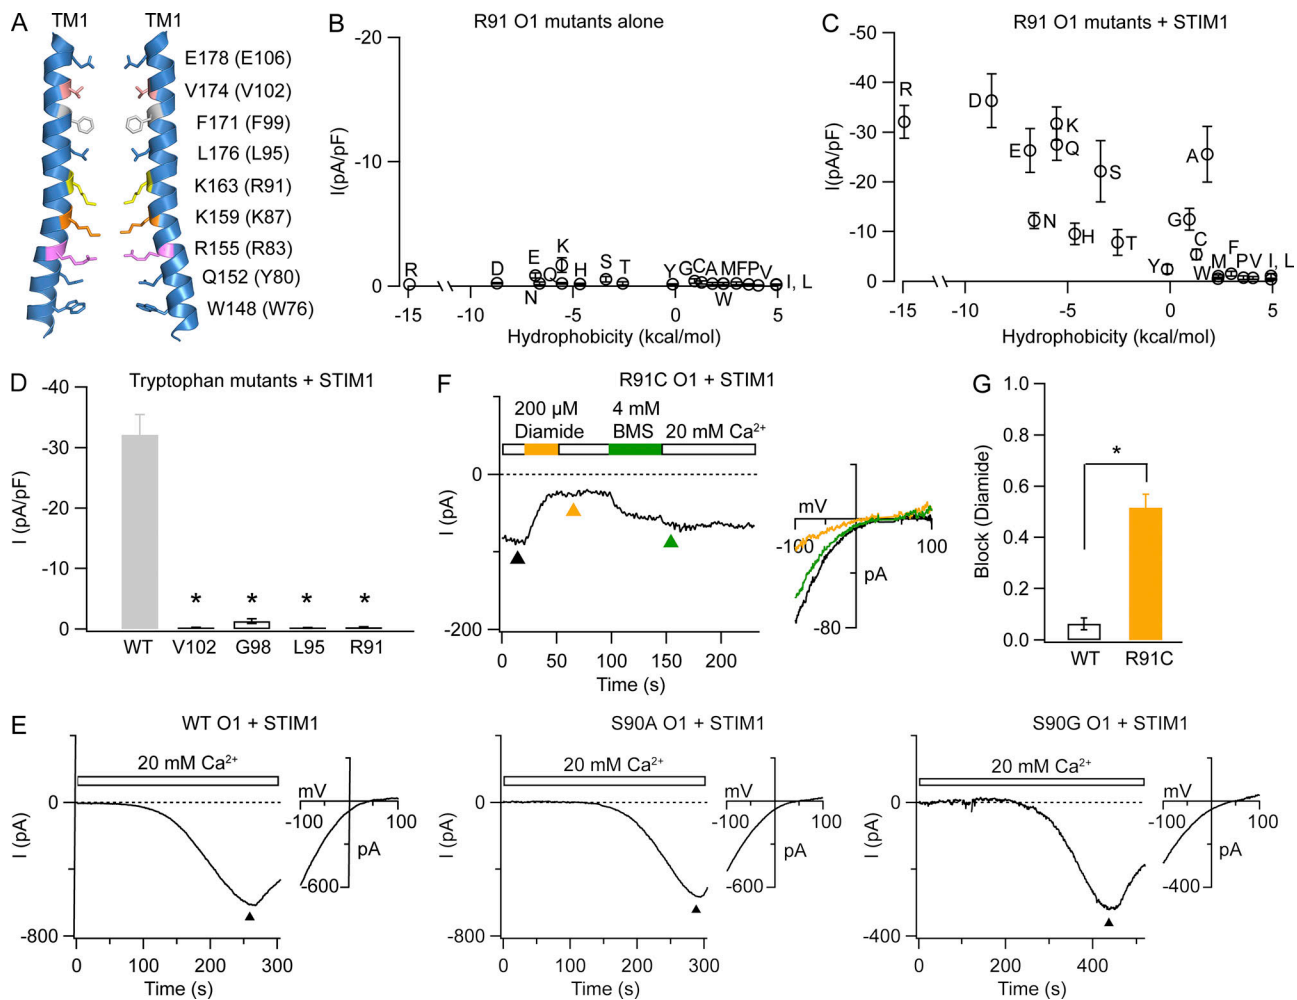 A
TM1
TM1
E178 (E106)
V174 (V102)
F171 (F99)
L176 (L95)
K163 (R91)
K159 (K87)
R155 (R83)
Q152 (Y80)
W148 (W76)
B
R91 O1 mutants alone
-20
-10
0
I(pA/pF)
R
D
E
N
Q
K
H
S
T
Y
G
C
A
M
F
P
V
W
I, L
-15
-10
-5
0
5
Hydrophobicity (kcal/mol)
C
R91 O1 mutants + STIM1
-50
-40
-30
-20
-10
0
I(pA/pF)
R
D
E
K
Q
N
H
S
T
Y
G
A
C
W
M
F
P
V
I, L
-15
-10
-5
0
5
Hydrophobicity (kcal/mol)
D
Tryptophan mutants + STIM1
-40
-30
-20
-10
0
I (pA/pF)
*
*
*
*
WT
V102
G98
L95
R91
F
R91C O1 + STIM1
200 µM
Diamide
4 mM
BMS
20 mM Ca²⁺
0
-200
I (pA)
0
50
100
150
200
Time (s)
mV
-100
100
pA
-80
G
1.0
0.8
0.6
0.4
0.2
0.0
Block (Diamide)
*
WT
R91C
E
WT O1 + STIM1
20 mM Ca²⁺
0
-800
I (pA)
0
100
200
300
Time (s)
mV
-100
100
pA
-600
S90A O1 + STIM1
20 mM Ca²⁺
0
-800
I (pA)
0
50
100
150
200
250
300
Time (s)
mV
-100
100
pA
-600
S90G O1 + STIM1
20 mM Ca²⁺
0
-400
I (pA)
0
200
400
Time (s)
mV
-100
100
pA
-400